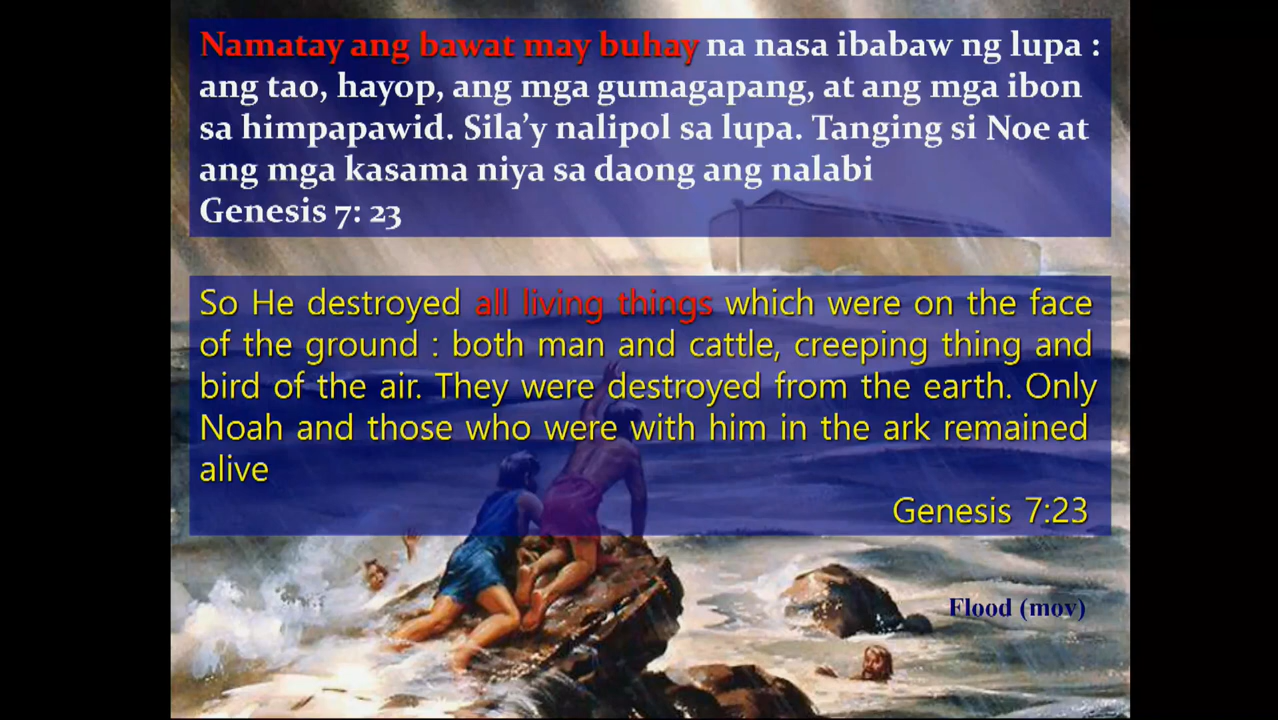 Namatay ang bawat may buhay na nasa ibabaw ng lupa :
ang tao, hayop, ang mga gumagapang, at ang mga ibon
sa himpapawid. Sila’y nalipol sa lupa. Tanging si Noe at
ang mga kasama niya sa daong ang nalabi
Genesis 7: 23
So He destroyed all living things which were on the face
of the ground : both man and cattle, creeping thing and
bird of the air. They were destroyed from the earth. Only
Noah and those who were with him in the ark remained
alive
Genesis 7:23
Flood (mov)